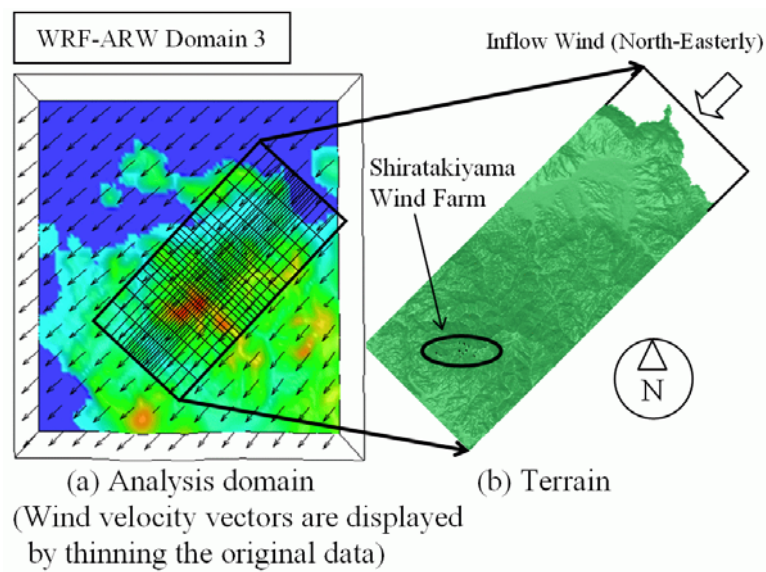 WRF-ARW Domain 3
Inflow Wind (North-Easterly)
Shiratakiyama
Wind Farm
N
(a) Analysis domain
(Wind velocity vectors are displayed
by thinning the original data)
(b) Terrain